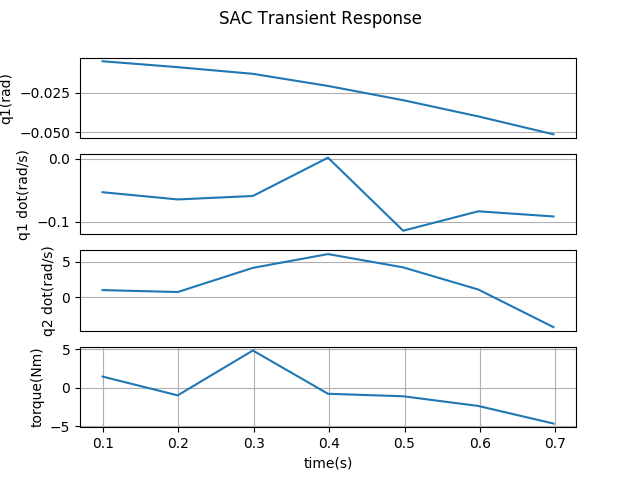 SAC Transient Response
q1(rad)
−0.025
−0.050
q1 dot(rad/s)
0.0
−0.1
q2 dot(rad/s)
5
0
torque(Nm)
5
0
−5
0.1 0.2 0.3 0.4 0.5 0.6 0.7
time(s)